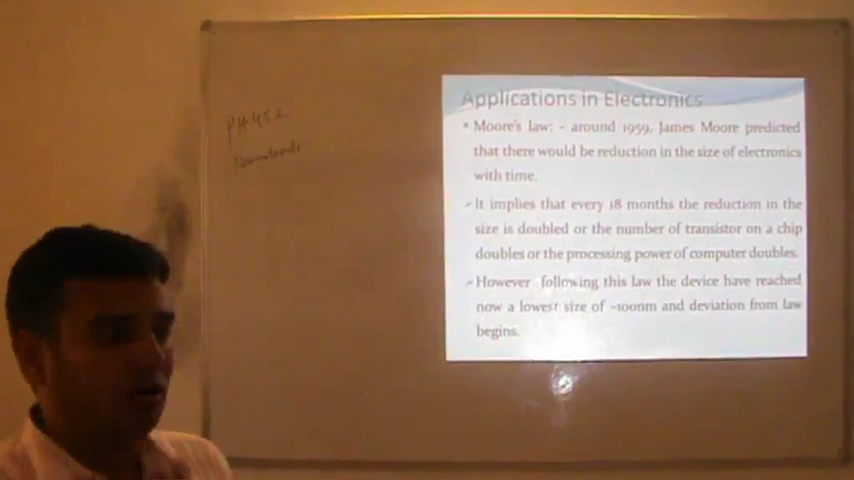 PH-452
Applications in Electronics
• Moore's law: - around 1959, James Moore predicted
that there would be reduction in the size of electronics
with time.
✓It implies that every 18 months the reduction in the
size is doubled or the number of transistor on a chip
doubles or the processing power of computer doubles.
✓However following this law the device have reached
now a lowest size of ~100nm and deviation from law
begins.